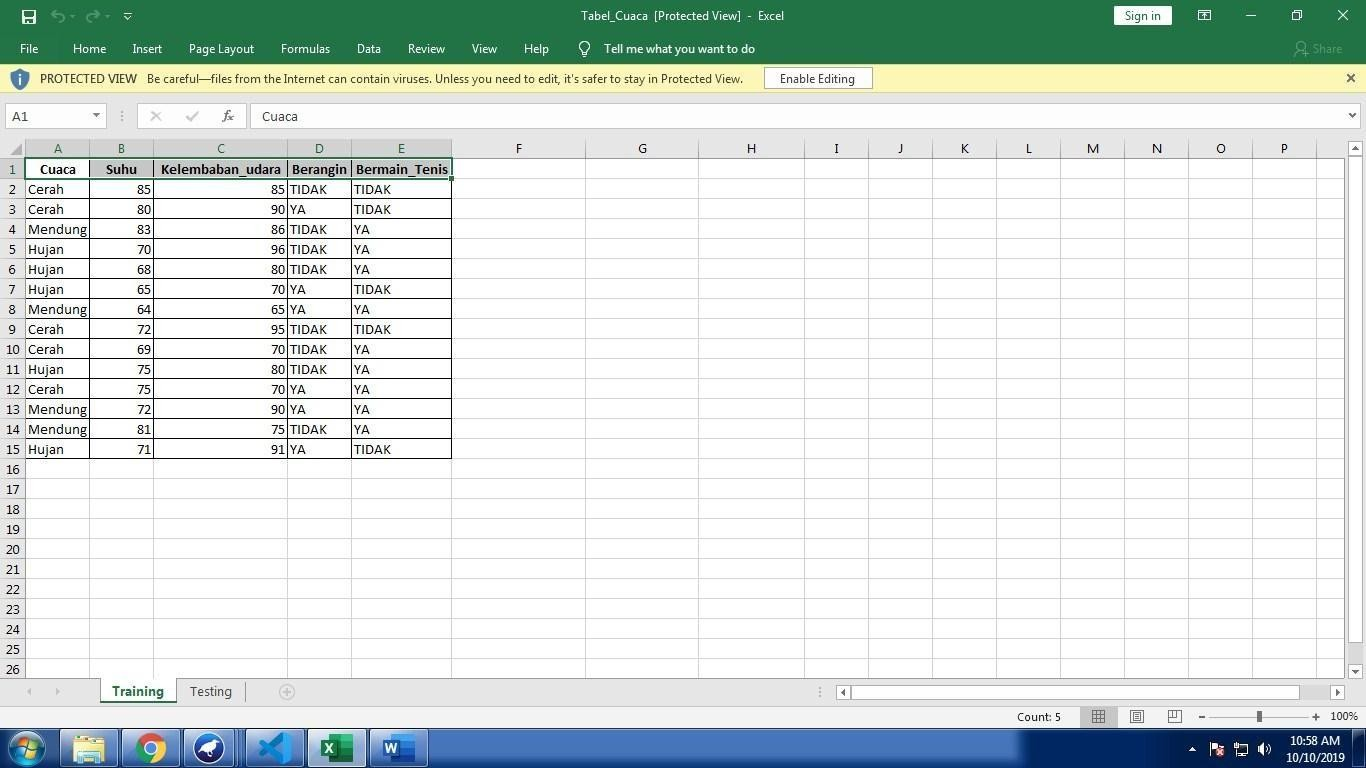 Tabel_Cuaca [Protected View] - Excel
Sign in
File Home Insert Page Layout Formulas Data Review View Help Tell me what you want to do Share
PROTECTED VIEW Be careful—files from the Internet can contain viruses. Unless you need to edit, it's safer to stay in Protected View. Enable Editing
A1 fx Cuaca
A B C D E F G H I J K L M N O P
1 Cuaca Suhu Kelembaban_udara Berangin Bermain_Tenis
2 Cerah 85 85 TIDAK TIDAK
3 Cerah 80 90 YA TIDAK
4 Mendung 83 86 TIDAK YA
5 Hujan 70 96 TIDAK YA
6 Hujan 68 80 TIDAK YA
7 Hujan 65 70 YA TIDAK
8 Mendung 64 65 YA YA
9 Cerah 72 95 TIDAK TIDAK
10 Cerah 69 70 TIDAK YA
11 Hujan 75 80 TIDAK YA
12 Cerah 75 70 YA YA
13 Mendung 72 90 YA YA
14 Mendung 81 75 TIDAK YA
15 Hujan 71 91 YA TIDAK
16
17
18
19
20
21
22
23
24
25
26
Training Testing
Count: 5 100%
10:58 AM
10/10/2019